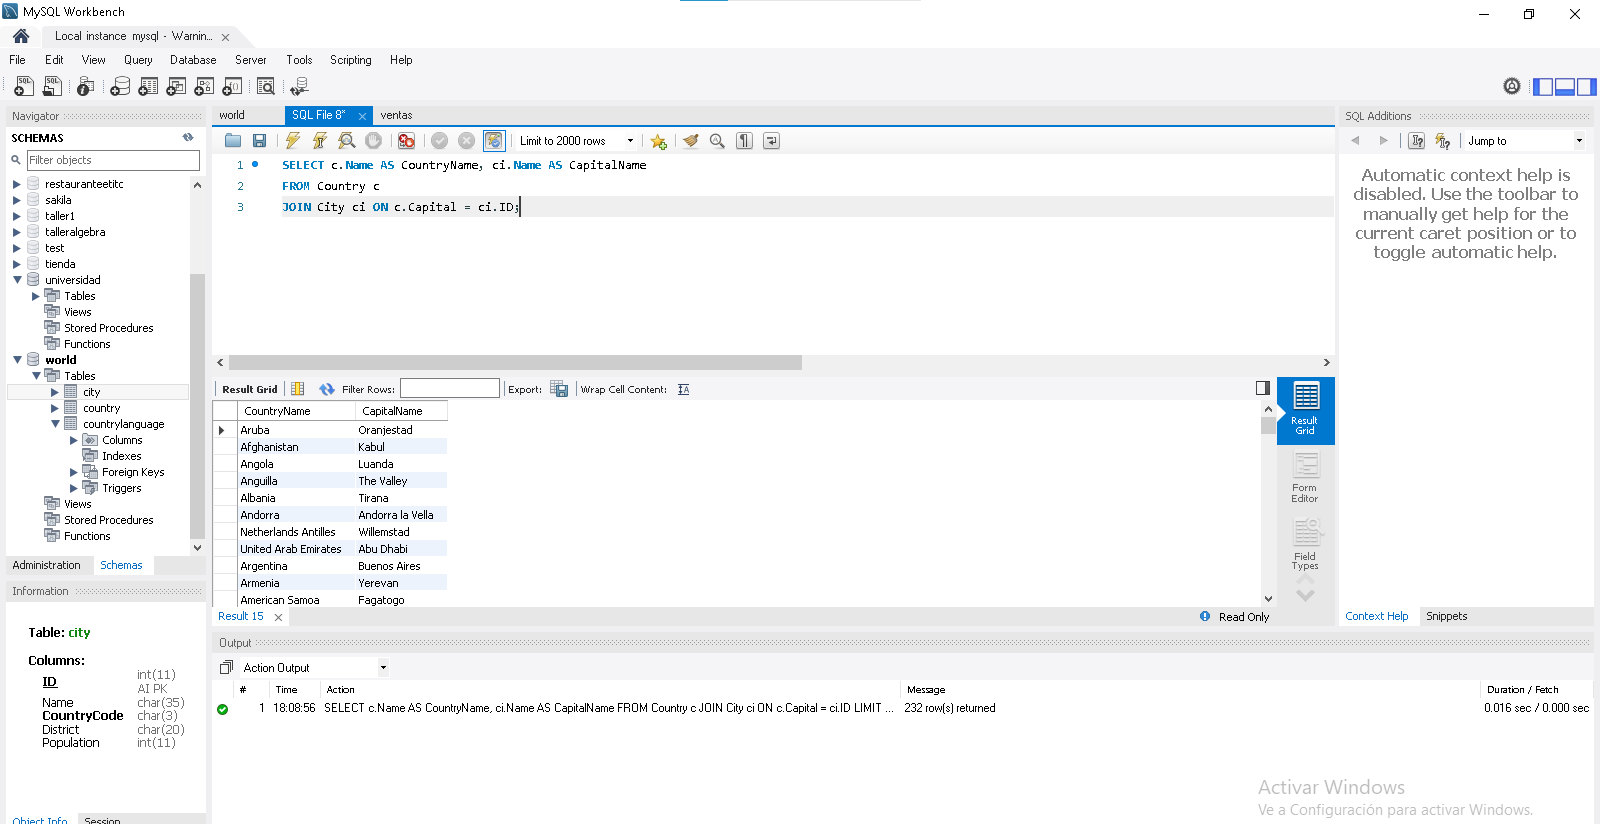 MySQL Workbench
Local instance mysql - Warnin...
File Edit View Query Database Server Tools Scripting Help
Navigator
SCHEMAS
Filter objects
restauranteetitc
sakila
taller1
talleralgebra
test
tienda
universidad
Tables
Views
Stored Procedures
Functions
world
Tables
city
country
countrylanguage
Columns
Indexes
Foreign Keys
Triggers
Views
Stored Procedures
Functions
Administration Schemas
Information
Table: city
Columns:
ID int(11)
AI PK
Name char(35)
CountryCode char(3)
District char(20)
Population int(11)
Object Info Session
world SQL File 8* ventas
Limit to 2000 rows
1 SELECT c.Name AS CountryName, ci.Name AS CapitalName
2 FROM Country c
3 JOIN City ci ON c.Capital = ci.ID;
Result Grid Filter Rows: Export: Wrap Cell Content:
CountryName CapitalName
Aruba Oranjestad
Afghanistan Kabul
Angola Luanda
Anguilla The Valley
Albania Tirana
Andorra Andorra la Vella
Netherlands Antilles Willemstad
United Arab Emirates Abu Dhabi
Argentina Buenos Aires
Armenia Yerevan
American Samoa Fagatogo
Result Grid
Form Editor
Field Types
Result 15 Read Only
SQL Additions
Jump to
Automatic context help is
disabled. Use the toolbar to
manually get help for the
current caret position or to
toggle automatic help.
Context Help Snippets
Output
Action Output
# Time Action Message Duration / Fetch
1 18:08:56 SELECT c.Name AS CountryName, ci.Name AS CapitalName FROM Country c JOIN City ci ON c.Capital = ci.ID LIMIT ... 232 row(s) returned 0.016 sec / 0.000 sec
Activar Windows
Ve a Configuración para activar Windows.